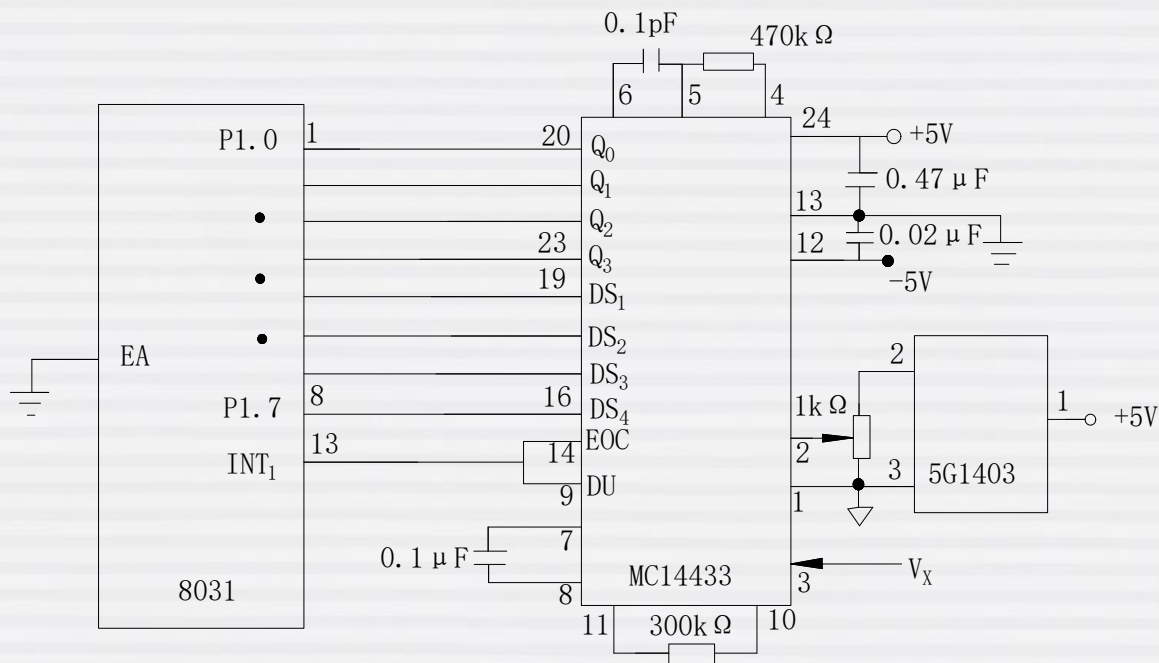 0.1pF
470kΩ
6
5
4
24
+5V
P1.0
1
20
Q₀
Q₁
0.47μF
Q₂
13
23
Q₃
12
0.02μF
19
DS₁
-5V
DS₂
EA
2
DS₃
P1.7
8
16
DS₄
1kΩ
1
+5V
INT₁
13
14
EOC
2
3
5G1403
9
DU
1
7
0.1μF
8
MC14433
3
Vₓ
8031
11
300kΩ
10